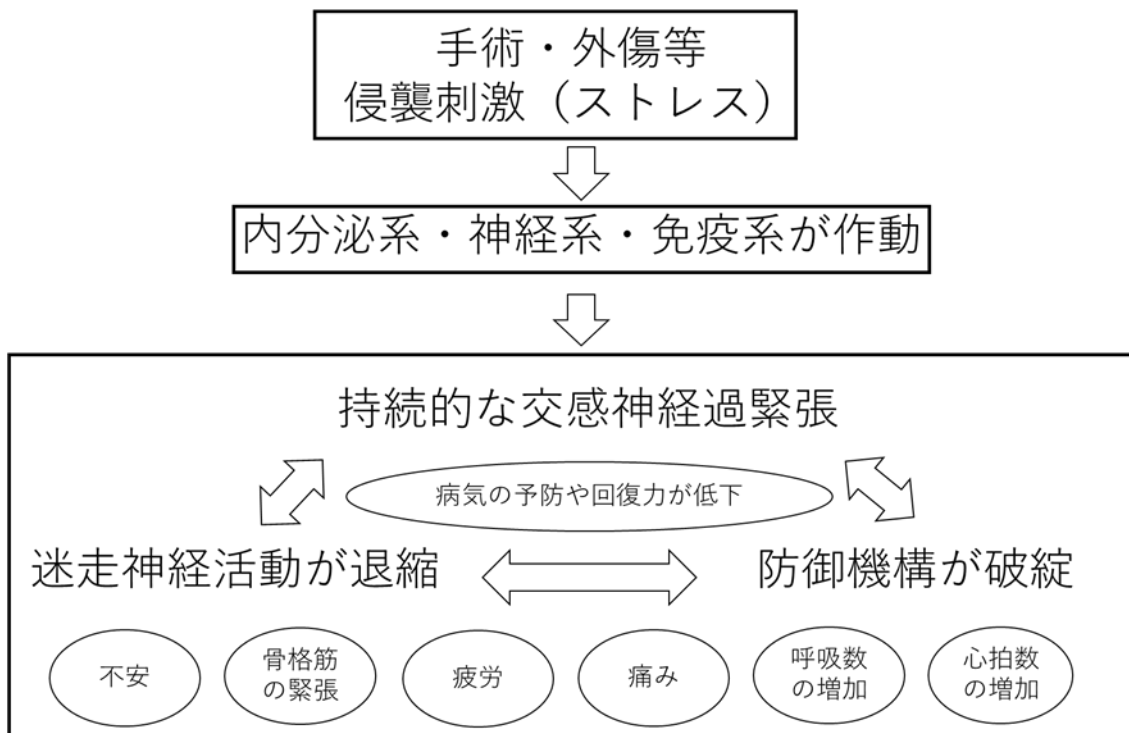 手術・外傷等
侵襲刺激（ストレス）
内分泌系・神経系・免疫系が作動
持続的な交感神経過緊張
病気の予防や回復力が低下
迷走神経活動が退縮
防御機構が破綻
不安
骨格筋
の緊張
疲労
痛み
呼吸数
の増加
心拍数
の増加